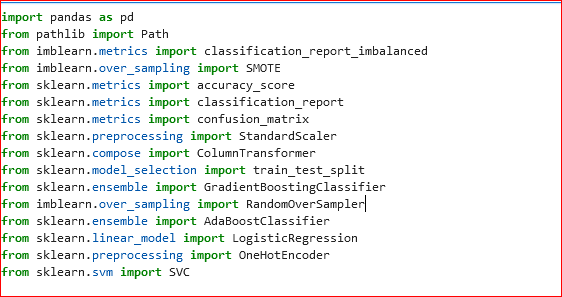 import pandas as pd
from pathlib import Path
from imblearn.metrics import classification_report_imbalanced
from imblearn.over_sampling import SMOTE
from sklearn.metrics import accuracy_score
from sklearn.metrics import classification_report
from sklearn.metrics import confusion_matrix
from sklearn.preprocessing import StandardScaler
from sklearn.compose import ColumnTransformer
from sklearn.model_selection import train_test_split
from sklearn.ensemble import GradientBoostingClassifier
from imblearn.over_sampling import RandomOverSampler
from sklearn.ensemble import AdaBoostClassifier
from sklearn.linear_model import LogisticRegression
from sklearn.preprocessing import OneHotEncoder
from sklearn.svm import SVC